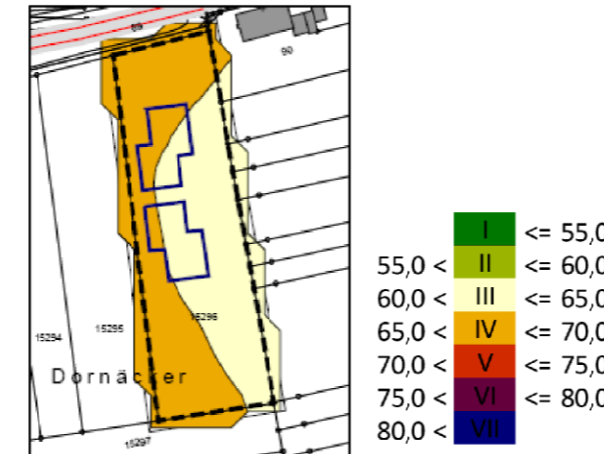 90
15294
15295
15296
Dornäcker
15297
I <= 55,0
55,0 < II <= 60,0
60,0 < III <= 65,0
65,0 < IV <= 70,0
70,0 < V <= 75,0
75,0 < VI <= 80,0
80,0 < VII